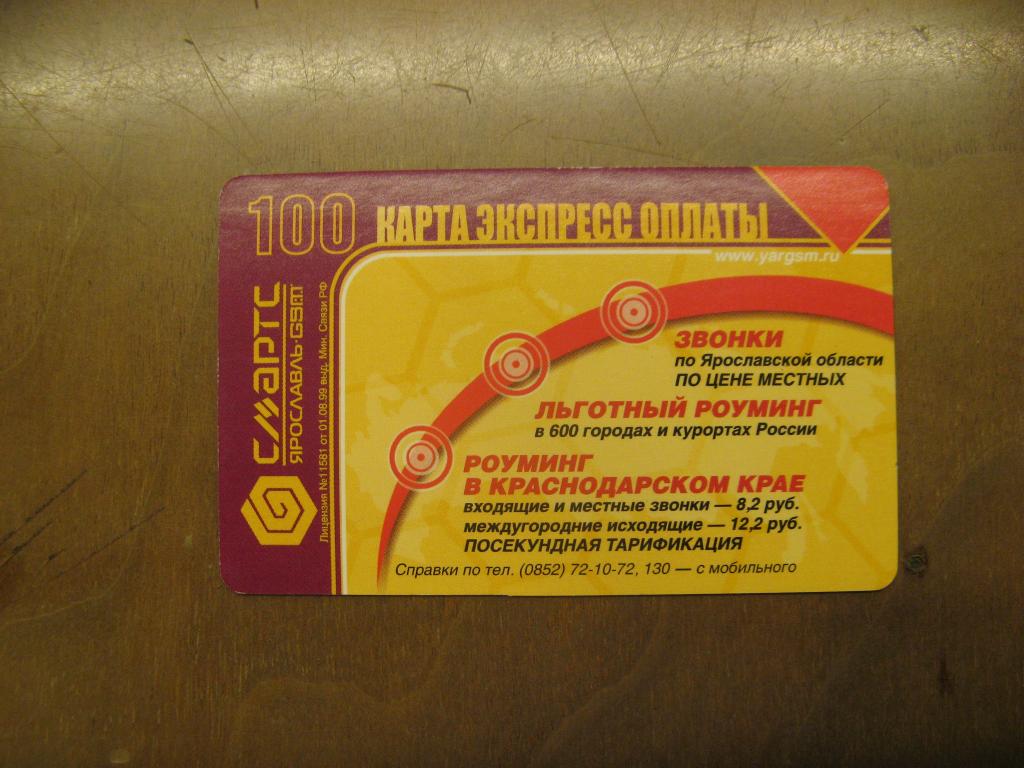 100 КАРТА ЭКСПРЕСС ОПЛАТЫ
www.yargsm.ru
СМАРТС
ЯРОСЛАВЛЬ-GSM
Лицензия №11581 от 01.08.99 выд. Мин. Связи РФ
ЗВОНКИ
по Ярославской области
ПО ЦЕНЕ МЕСТНЫХ
ЛЬГОТНЫЙ РОУМИНГ
в 600 городах и курортах России
РОУМИНГ
В КРАСНОДАРСКОМ КРАЕ
входящие и местные звонки — 8,2 руб.
междугородние исходящие — 12,2 руб.
ПОСЕКУНДНАЯ ТАРИФИКАЦИЯ
Справки по тел. (0852) 72-10-72, 130 — с мобильного